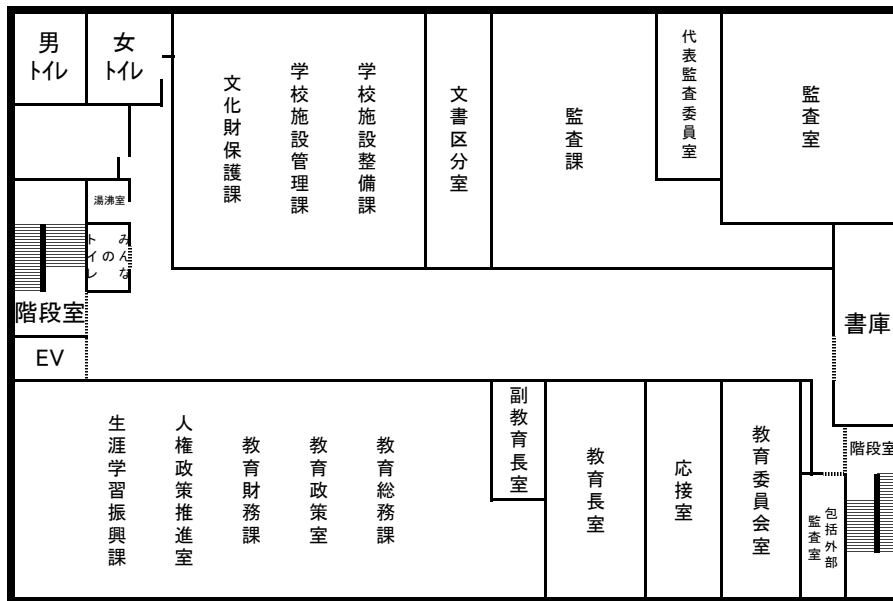 男
トイレ
女
トイレ
文化財保護課
学校施設管理課
学校施設整備課
文書区分室
監査課
代表監査委員室
監査室
湯沸室
みんな
の
トイレ
階段室
EV
書庫
生涯学習振興課
人権政策推進室
教育財務課
教育政策室
教育総務課
副教育長室
教育長室
応接室
教育委員会室
包括外部
監査室
階段室